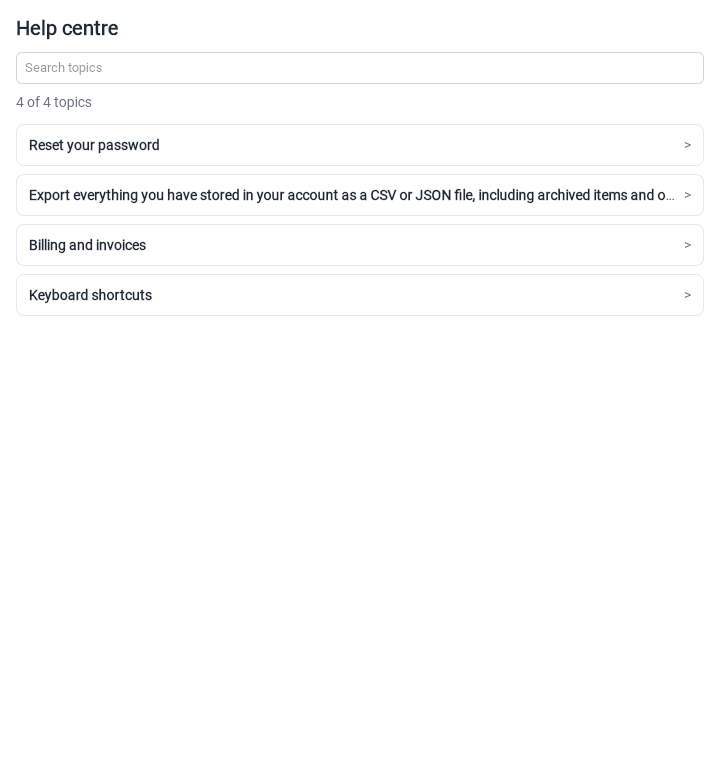 Help centre
Search topics
4 of 4 topics
Reset your password >
Export everything you have stored in your account as a CSV or JSON file, including archived items and o... >
Billing and invoices >
Keyboard shortcuts >